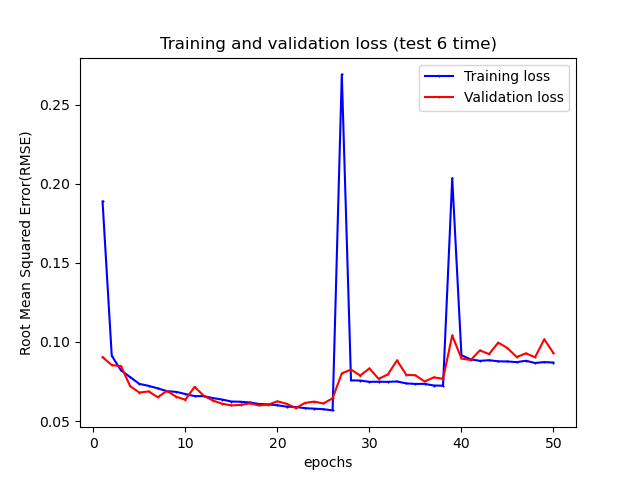 Training and validation loss (test 6 time)
Training loss
Validation loss
Root Mean Squared Error(RMSE)
0.25
0.20
0.15
0.10
0.05
0 10 20 30 40 50
epochs